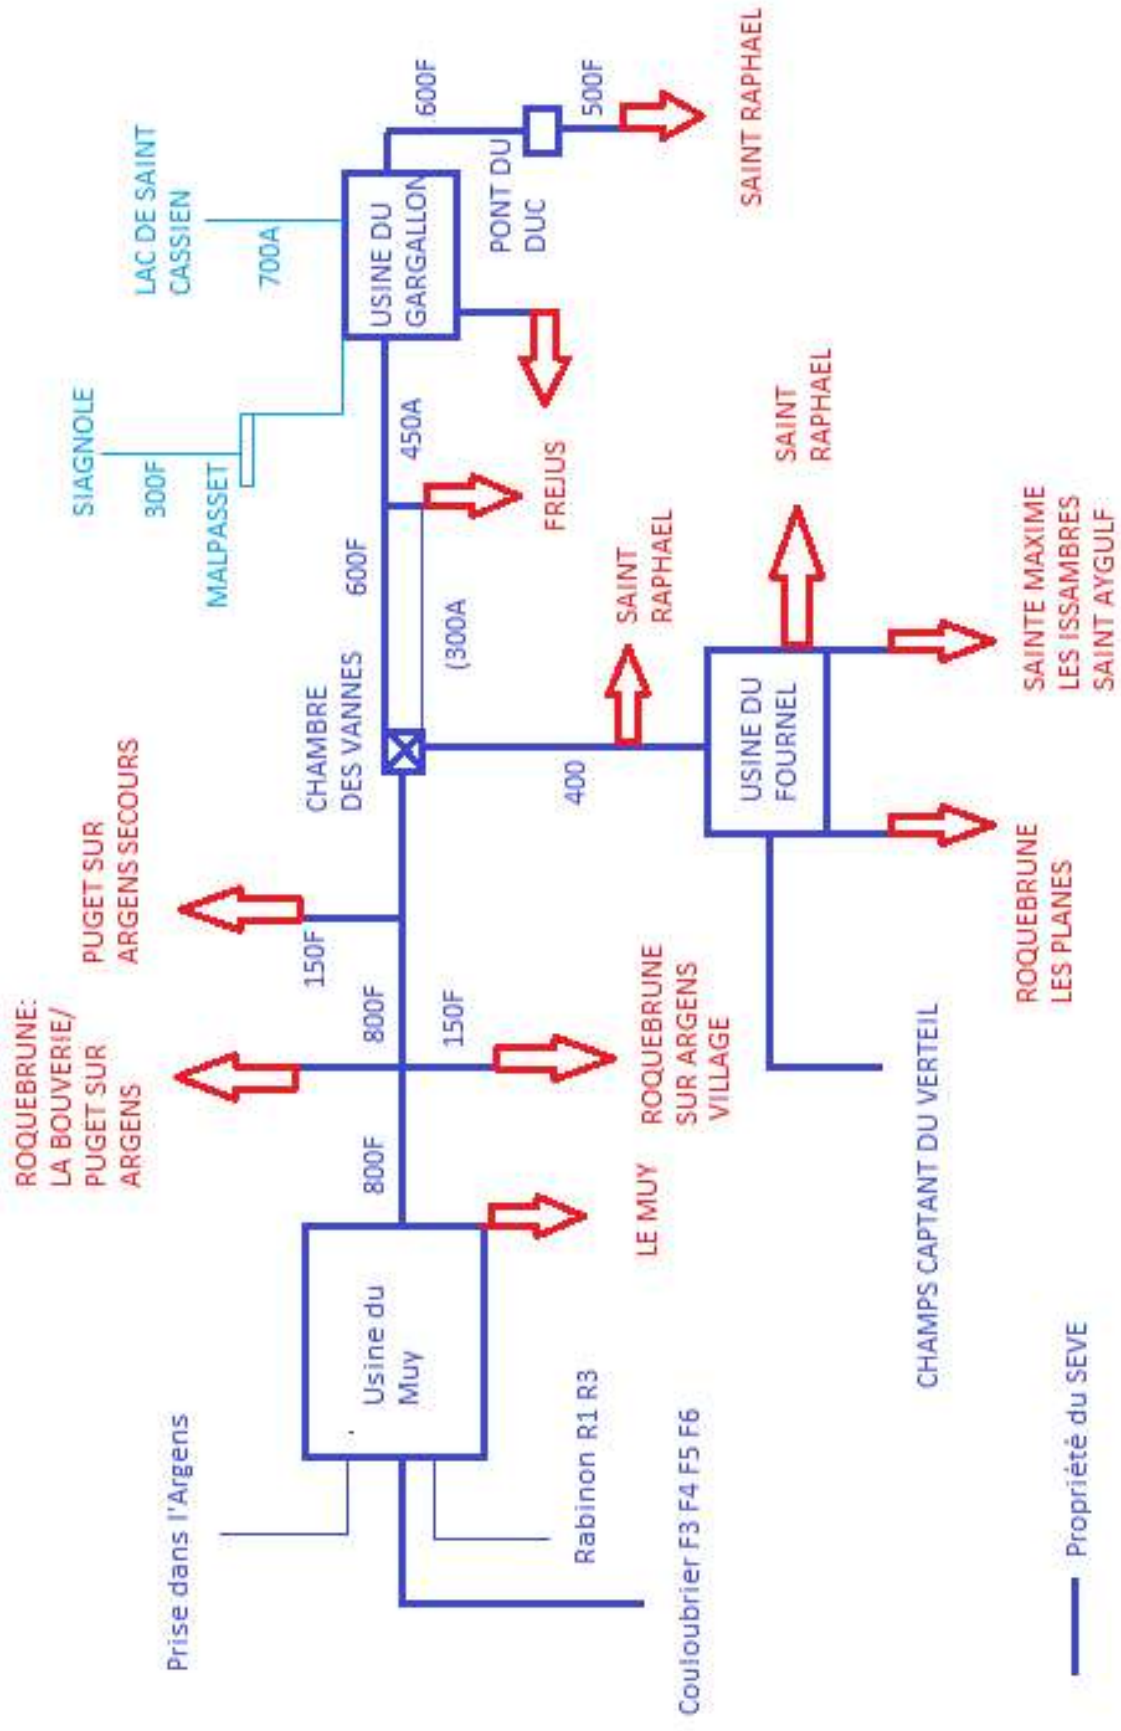 LAC DE SAINT
CASSIEN
700A
SIAGNOLE
300F
MALPASSET
USINE DU
GARGALLON
600F
PONT DU
DUC
500F
SAINT RAPHAEL
450A
FREJUS
600F
(300A
CHAMBRE
DES VANNES
SAINT
RAPHAEL
400
USINE DU
FOURNEL
SAINT
RAPHAEL
SAINTE MAXIME
LES ISSAMBRES
SAINT AYGULF
ROQUEBRUNE
LES PLANES
CHAMPS CAPTANT DU VERTEIL
PUGET SUR
ARGENS SECOURS
150F
ROQUEBRUNE:
LA BOUVERIE/
PUGET SUR
ARGENS
800F
150F
ROQUEBRUNE
SUR ARGENS
VILLAGE
800F
LE MUY
Usine du
Muy
Prise dans l'Argens
Rabinon R1 R3
Couloubrier F3 F4 F5 F6
Propriété du SEVE